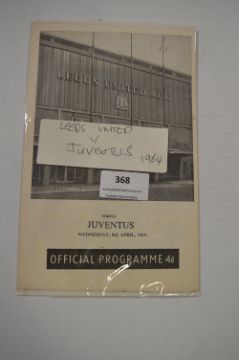 LEEDS UNITED A.F.C.
LEEDS UNITED
V
JUVENTUS 1964
368
versus
JUVENTUS
WEDNESDAY, 8th APRIL, 1964
OFFICIAL PROGRAMME 4d